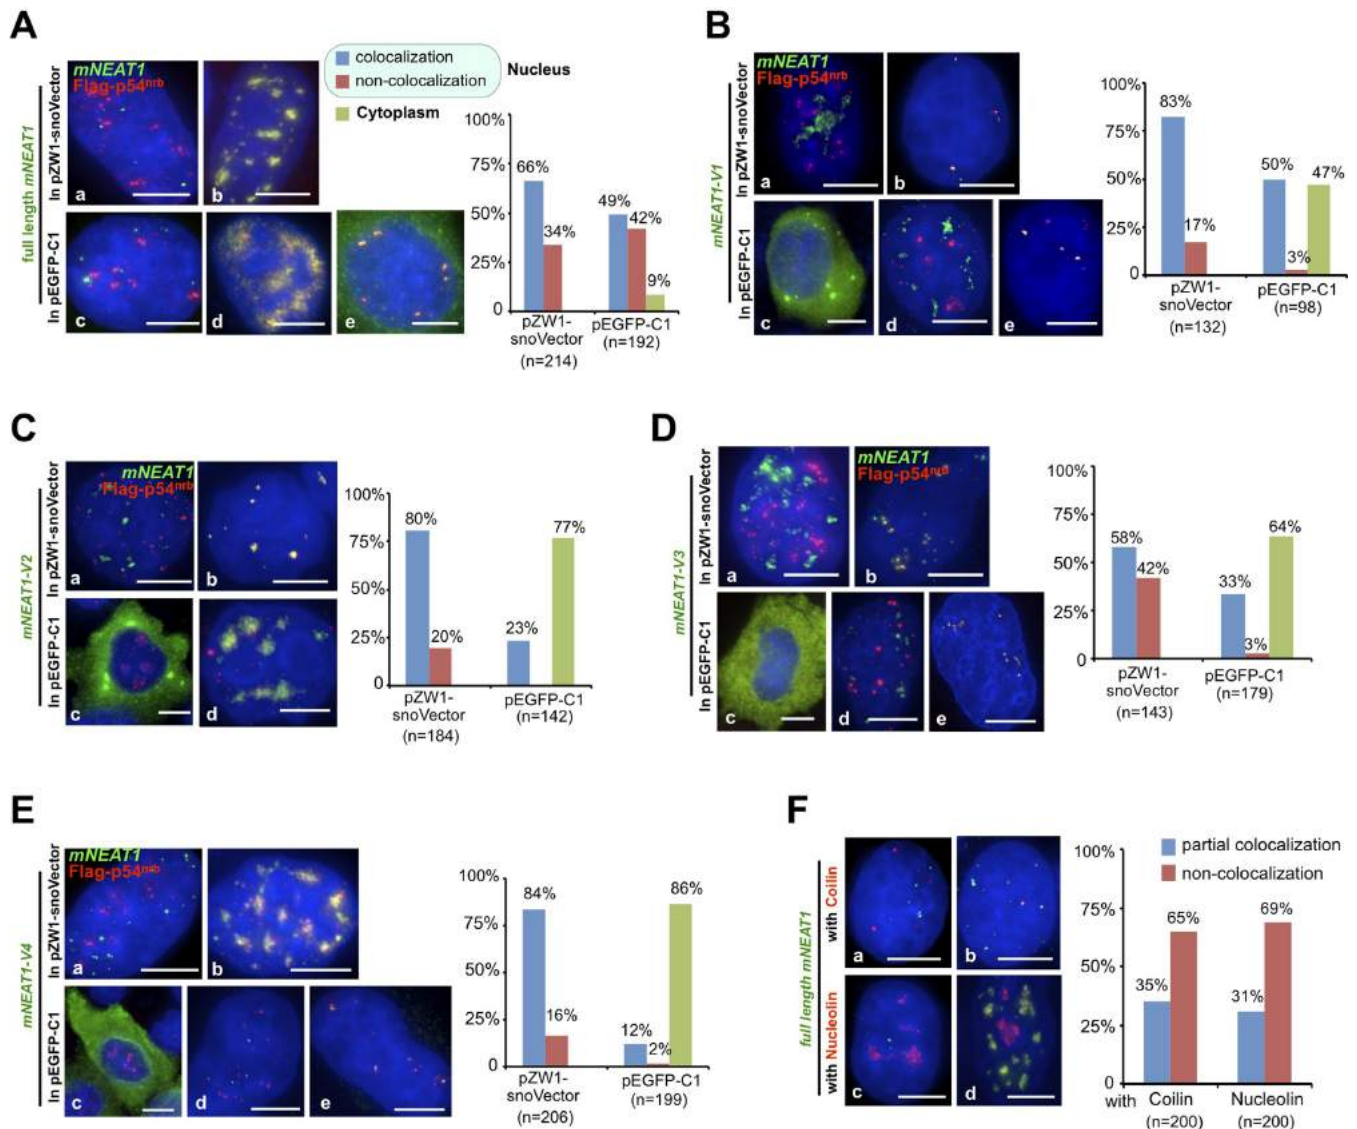 A
full length mNEAT1
In pZW1-snoVector
In pEGFP-C1
mNEAT1
Flag-p54nrb
a
b
c
d
e
colocalization
non-colocalization
Nucleus
Cytoplasm
100%
75%
50%
25%
0
66%
34%
49%
42%
9%
pZW1-
snoVector
(n=214)
pEGFP-C1
(n=192)
B
mNEAT1-V1
In pZW1-snoVector
In pEGFP-C1
mNEAT1
Flag-p54nrb
a
b
c
d
e
100%
75%
50%
25%
0
83%
17%
50%
3%
47%
pZW1-
snoVector
(n=132)
pEGFP-C1
(n=98)
C
mNEAT1-V2
In pZW1-snoVector
In pEGFP-C1
mNEAT1
Flag-p54nrb
a
b
c
d
100%
75%
50%
25%
0
80%
20%
23%
77%
pZW1-
snoVector
(n=184)
pEGFP-C1
(n=142)
D
mNEAT1-V3
In pZW1-snoVector
In pEGFP-C1
mNEAT1
Flag-p54nrb
a
b
c
d
e
100%
75%
50%
25%
0
58%
42%
33%
3%
64%
pZW1-
snoVector
(n=143)
pEGFP-C1
(n=179)
E
mNEAT1-V4
In pZW1-snoVector
In pEGFP-C1
mNEAT1
Flag-p54nrb
a
b
c
d
e
100%
75%
50%
25%
0
84%
16%
12%
2%
86%
pZW1-
snoVector
(n=206)
pEGFP-C1
(n=199)
F
full length mNEAT1
with Coilin
with Nucleolin
a
b
c
d
partial colocalization
non-colocalization
100%
75%
50%
25%
0
35%
65%
31%
69%
with Coilin Nucleolin
(n=200) (n=200)